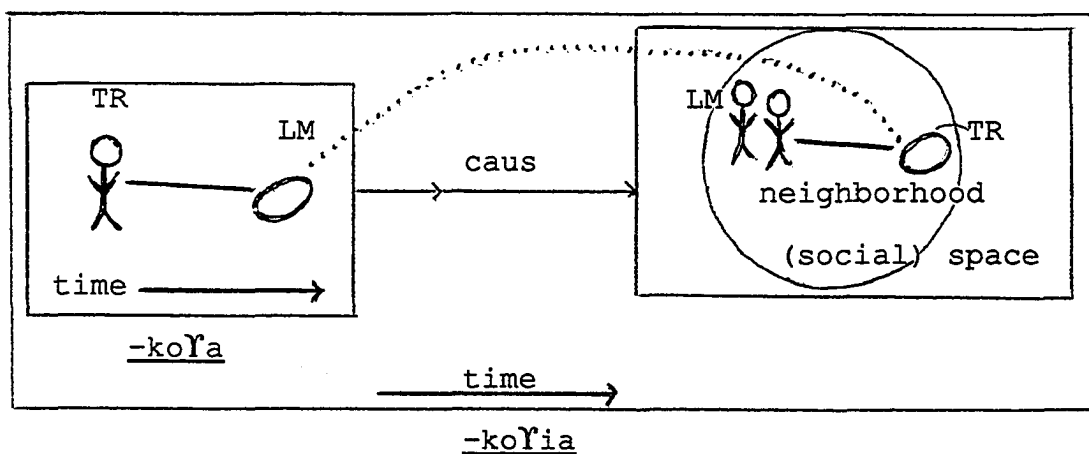 TR
LM
time
-koƔa
caus
LM
TR
neighborhood
(social) space
time
-koƔia